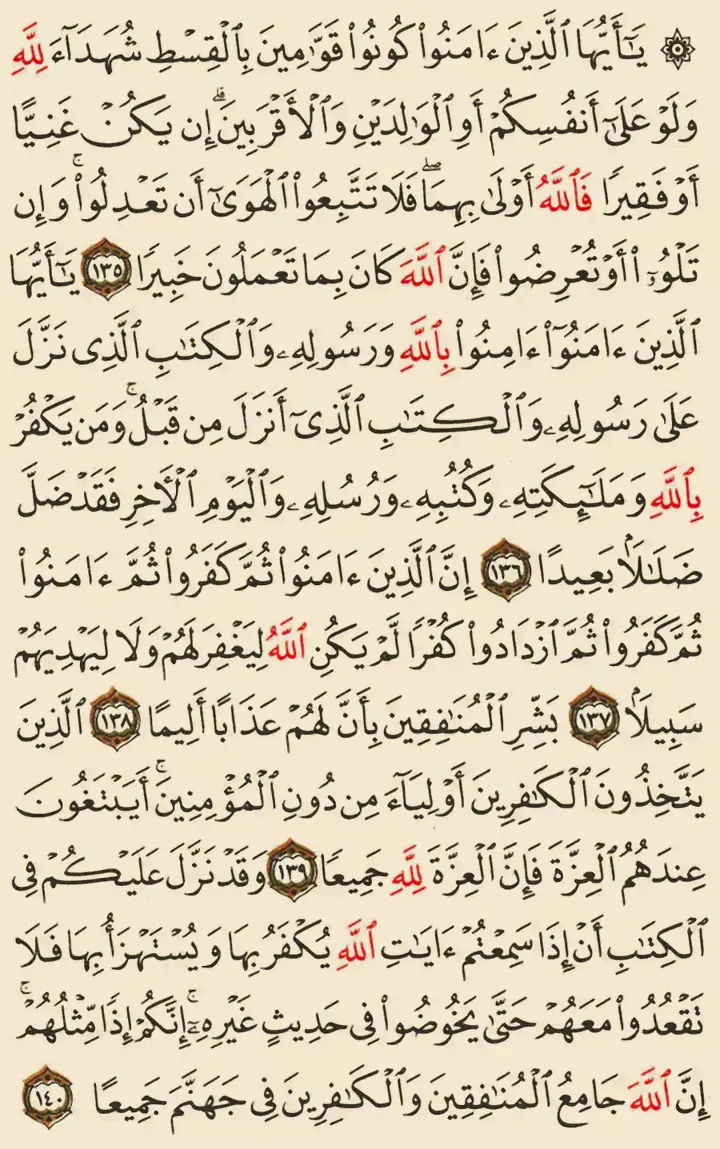 ۞ يَـٰٓأَيُّهَا ٱلَّذِينَ ءَامَنُوا۟ كُونُوا۟ قَوَّٰمِينَ بِٱلْقِسْطِ شُهَدَآءَ لِلَّهِ
وَلَوْ عَلَىٰٓ أَنفُسِكُمْ أَوِ ٱلْوَٰلِدَيْنِ وَٱلْأَقْرَبِينَ ۚ إِن يَكُنْ غَنِيًّا
أَوْ فَقِيرًا فَٱللَّهُ أَوْلَىٰ بِهِمَا ۖ فَلَا تَتَّبِعُوا۟ ٱلْهَوَىٰٓ أَن تَعْدِلُوا۟ ۚ وَإِن
تَلْوُۥٓا۟ أَوْ تُعْرِضُوا۟ فَإِنَّ ٱللَّهَ كَانَ بِمَا تَعْمَلُونَ خَبِيرًا ١٣٥ يَـٰٓأَيُّهَا
ٱلَّذِينَ ءَامَنُوٓا۟ ءَامِنُوا۟ بِٱللَّهِ وَرَسُولِهِۦ وَٱلْكِتَـٰبِ ٱلَّذِى نَزَّلَ
عَلَىٰ رَسُولِهِۦ وَٱلْكِتَـٰبِ ٱلَّذِىٓ أَنزَلَ مِن قَبْلُ ۚ وَمَن يَكْفُرْ
بِٱللَّهِ وَمَلَـٰٓئِكَتِهِۦ وَكُتُبِهِۦ وَرُسُلِهِۦ وَٱلْيَوْمِ ٱلْـَٔاخِرِ فَقَدْ ضَلَّ
ضَلَـٰلًۢا بَعِيدًا ١٣٦ إِنَّ ٱلَّذِينَ ءَامَنُوا۟ ثُمَّ كَفَرُوا۟ ثُمَّ ءَامَنُوا۟
ثُمَّ كَفَرُوا۟ ثُمَّ ٱزْدَادُوا۟ كُفْرًا لَّمْ يَكُنِ ٱللَّهُ لِيَغْفِرَ لَهُمْ وَلَا لِيَهْدِيَهُمْ
سَبِيلًۢا ١٣٧ بَشِّرِ ٱلْمُنَـٰفِقِينَ بِأَنَّ لَهُمْ عَذَابًا أَلِيمًا ١٣٨ ٱلَّذِينَ
يَتَّخِذُونَ ٱلْكَـٰفِرِينَ أَوْلِيَآءَ مِن دُونِ ٱلْمُؤْمِنِينَ ۚ أَيَبْتَغُونَ
عِندَهُمُ ٱلْعِزَّةَ فَإِنَّ ٱلْعِزَّةَ لِلَّهِ جَمِيعًا ١٣٩ وَقَدْ نَزَّلَ عَلَيْكُمْ فِى
ٱلْكِتَـٰبِ أَنْ إِذَا سَمِعْتُمْ ءَايَـٰتِ ٱللَّهِ يُكْفَرُ بِهَا وَيُسْتَهْزَأُ بِهَا فَلَا
تَقْعُدُوا۟ مَعَهُمْ حَتَّىٰ يَخُوضُوا۟ فِى حَدِيثٍ غَيْرِهِۦٓ ۚ إِنَّكُمْ إِذًا مِّثْلُهُمْ ۗ
إِنَّ ٱللَّهَ جَامِعُ ٱلْمُنَـٰفِقِينَ وَٱلْكَـٰفِرِينَ فِى جَهَنَّمَ جَمِيعًا ١٤٠